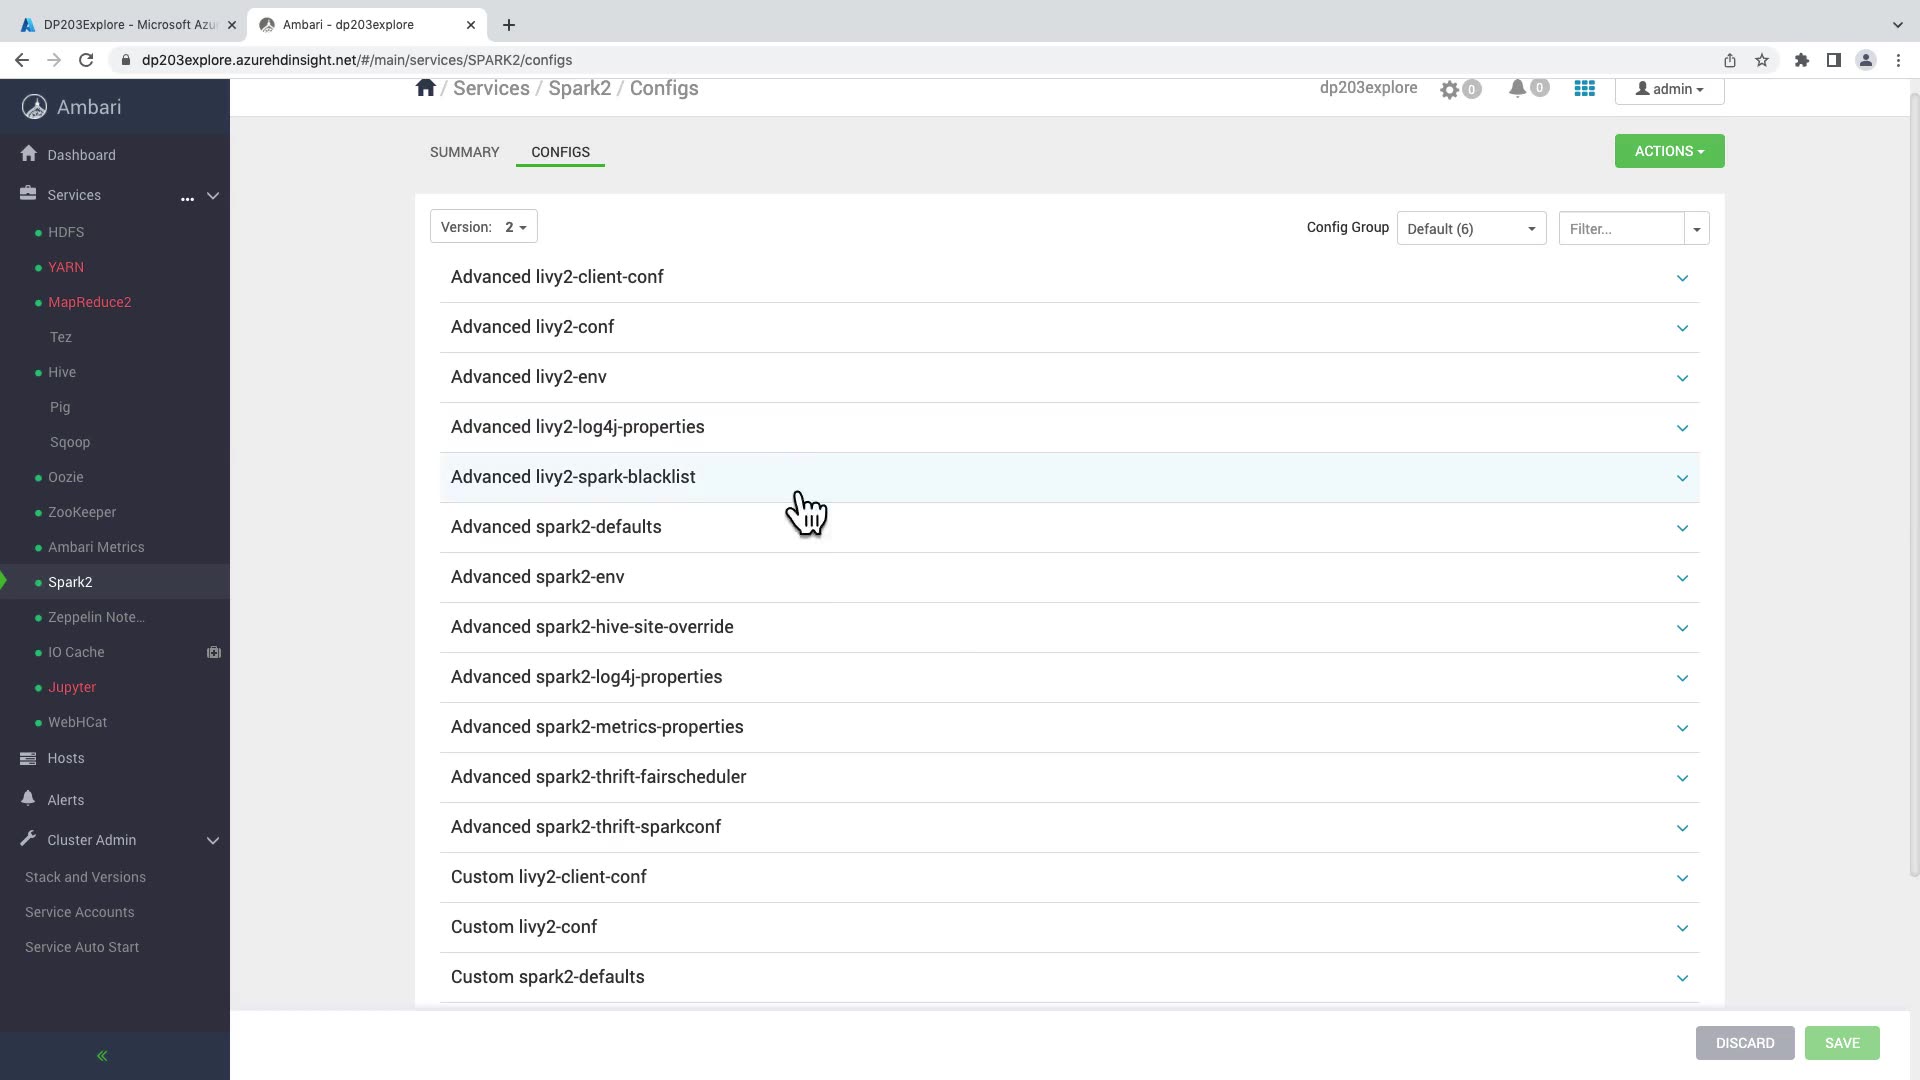 DP203Explore - Microsoft Azu
Ambari - dp203explore
dp203explore.azurehdinsight.net/#/main/services/SPARK2/configs
Ambari
/ Services / Spark2 / Configs
dp203explore
0
0
admin
Dashboard
Services
...
HDFS
YARN
MapReduce2
Tez
Hive
Pig
Sqoop
Oozie
ZooKeeper
Ambari Metrics
Spark2
Zeppelin Note...
IO Cache
Jupyter
WebHCat
Hosts
Alerts
Cluster Admin
Stack and Versions
Service Accounts
Service Auto Start
SUMMARY
CONFIGS
ACTIONS
Version: 2
Config Group
Default (6)
Filter...
Advanced livy2-client-conf
Advanced livy2-conf
Advanced livy2-env
Advanced livy2-log4j-properties
Advanced livy2-spark-blacklist
Advanced spark2-defaults
Advanced spark2-env
Advanced spark2-hive-site-override
Advanced spark2-log4j-properties
Advanced spark2-metrics-properties
Advanced spark2-thrift-fairscheduler
Advanced spark2-thrift-sparkconf
Custom livy2-client-conf
Custom livy2-conf
Custom spark2-defaults
DISCARD
SAVE